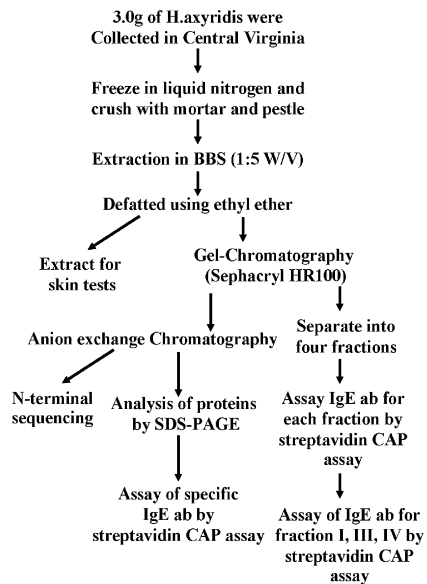 3.0g of H.axyridis were
Collected in Central Virginia
Freeze in liquid nitrogen and
crush with mortar and pestle
Extraction in BBS (1:5 W/V)
Defatted using ethyl ether
Extract for
skin tests
Gel-Chromatography
(Sephacryl HR100)
Anion exchange Chromatography
Separate into
four fractions
N-terminal
sequencing
Analysis of proteins
by SDS-PAGE
Assay IgE ab for
each fraction by
streptavidin CAP
assay
Assay of specific
IgE ab by
streptavidin CAP assay
Assay of IgE ab for
fraction I, III, IV by
streptavidin CAP
assay